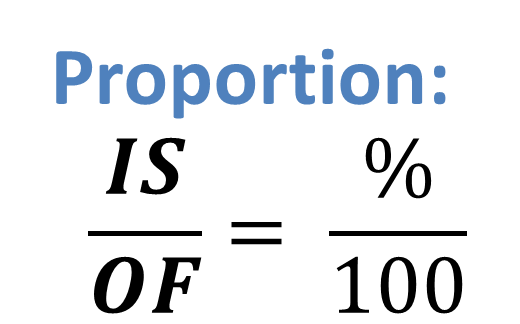 Proportion:
IS/OF = %/100